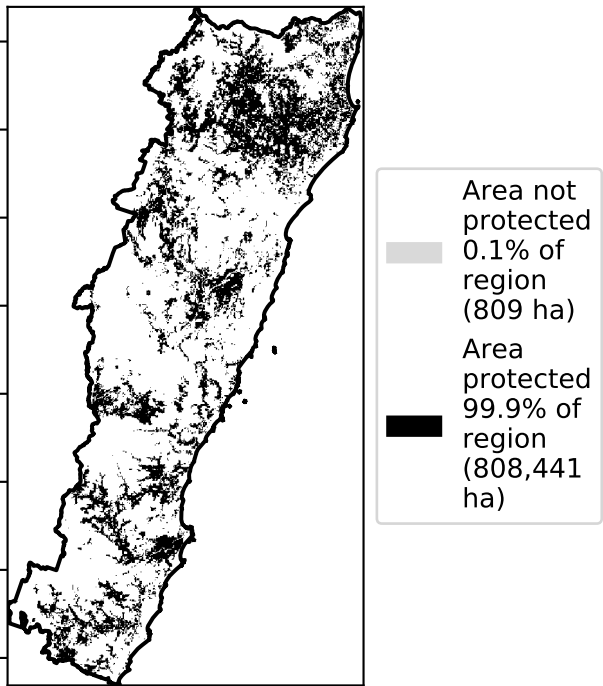 Area not
protected
0.1% of
region
(809 ha)
Area
protected
99.9% of
region
(808,441
ha)